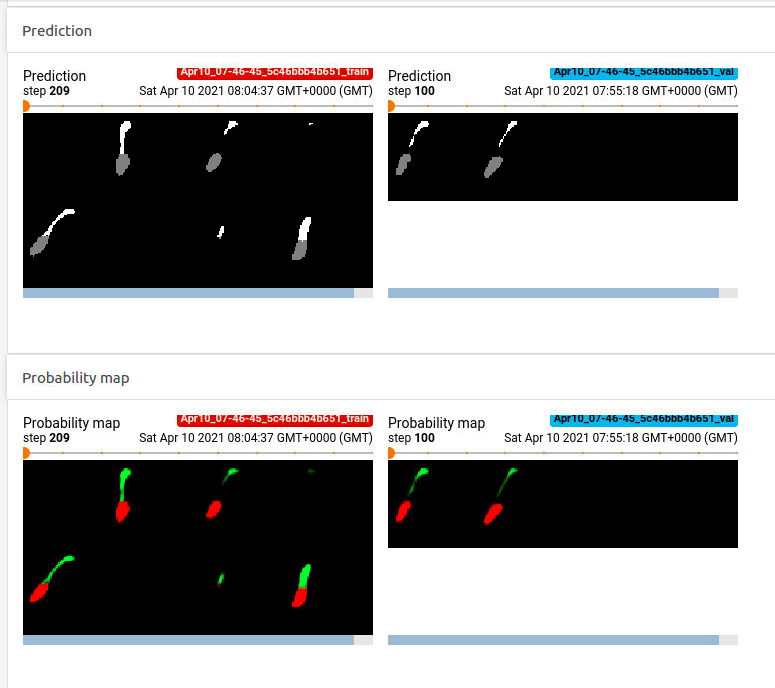 Prediction
Prediction
Apr10_07-46-45_5c46bbb4b651_train
step 209
Sat Apr 10 2021 08:04:37 GMT+0000 (GMT)
Prediction
Apr10_07-46-45_5c46bbb4b651_val
step 100
Sat Apr 10 2021 07:55:18 GMT+0000 (GMT)
Probability map
Probability map
Apr10_07-46-45_5c46bbb4b651_train
step 209
Sat Apr 10 2021 08:04:37 GMT+0000 (GMT)
Probability map
Apr10_07-46-45_5c46bbb4b651_val
step 100
Sat Apr 10 2021 07:55:18 GMT+0000 (GMT)